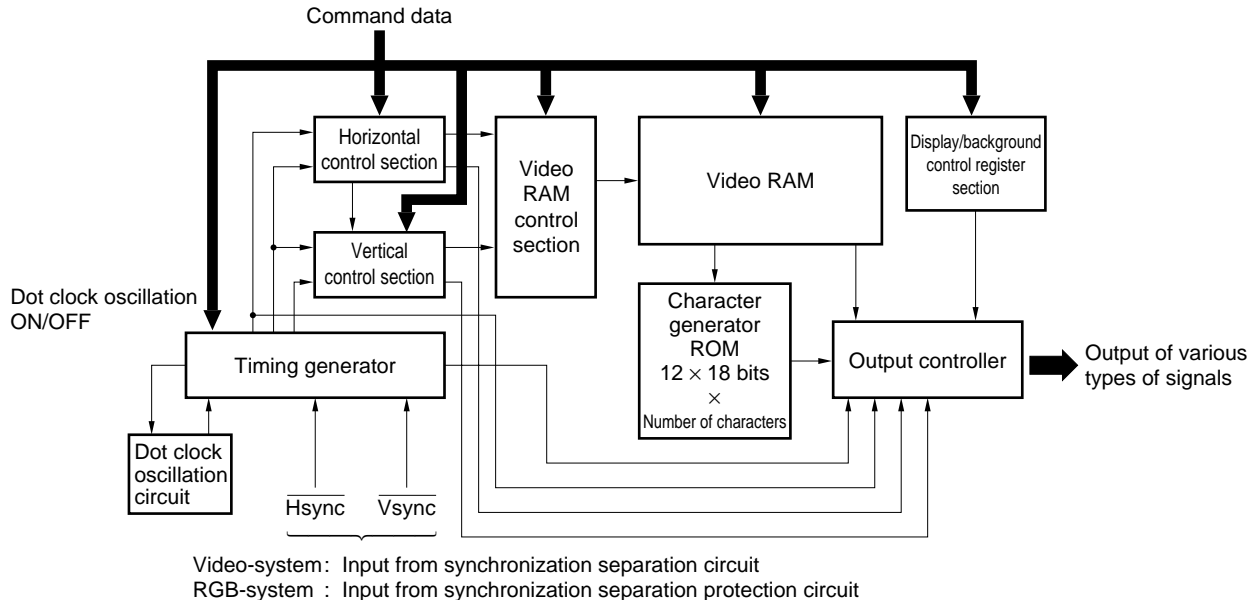 Command data
Horizontal
control section
Video
RAM
control
section
Video RAM
Display/background
control register
section
Vertical
control section
Dot clock oscillation
ON/OFF
Timing generator
Character
generator
ROM
12 × 18 bits
×
Number of characters
Output controller
Output of various
types of signals
Dot clock
oscillation
circuit
Hsync
Vsync
Video-system: Input from synchronization separation circuit
RGB-system : Input from synchronization separation protection circuit